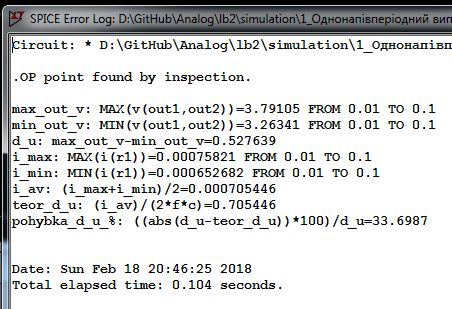 SPICE Error Log: D:\GitHub\Analog\lb2\simulation\1_Однонапівперіодний вип
Circuit: * D:\GitHub\Analog\lb2\simulation\1_Однонапівп
.OP point found by inspection.
max_out_v: MAX(v(out1,out2))=3.79105 FROM 0.01 TO 0.1
min_out_v: MIN(v(out1,out2))=3.26341 FROM 0.01 TO 0.1
d_u: max_out_v-min_out_v=0.527639
i_max: MAX(i(r1))=0.00075821 FROM 0.01 TO 0.1
i_min: MIN(i(r1))=0.000652682 FROM 0.01 TO 0.1
i_av: (i_max+i_min)/2=0.000705446
teor_d_u: (i_av)/(2*f*c)=0.705446
pohybka_d_u_%: ((abs(d_u-teor_d_u))*100)/d_u=33.6987
Date: Sun Feb 18 20:46:25 2018
Total elapsed time: 0.104 seconds.